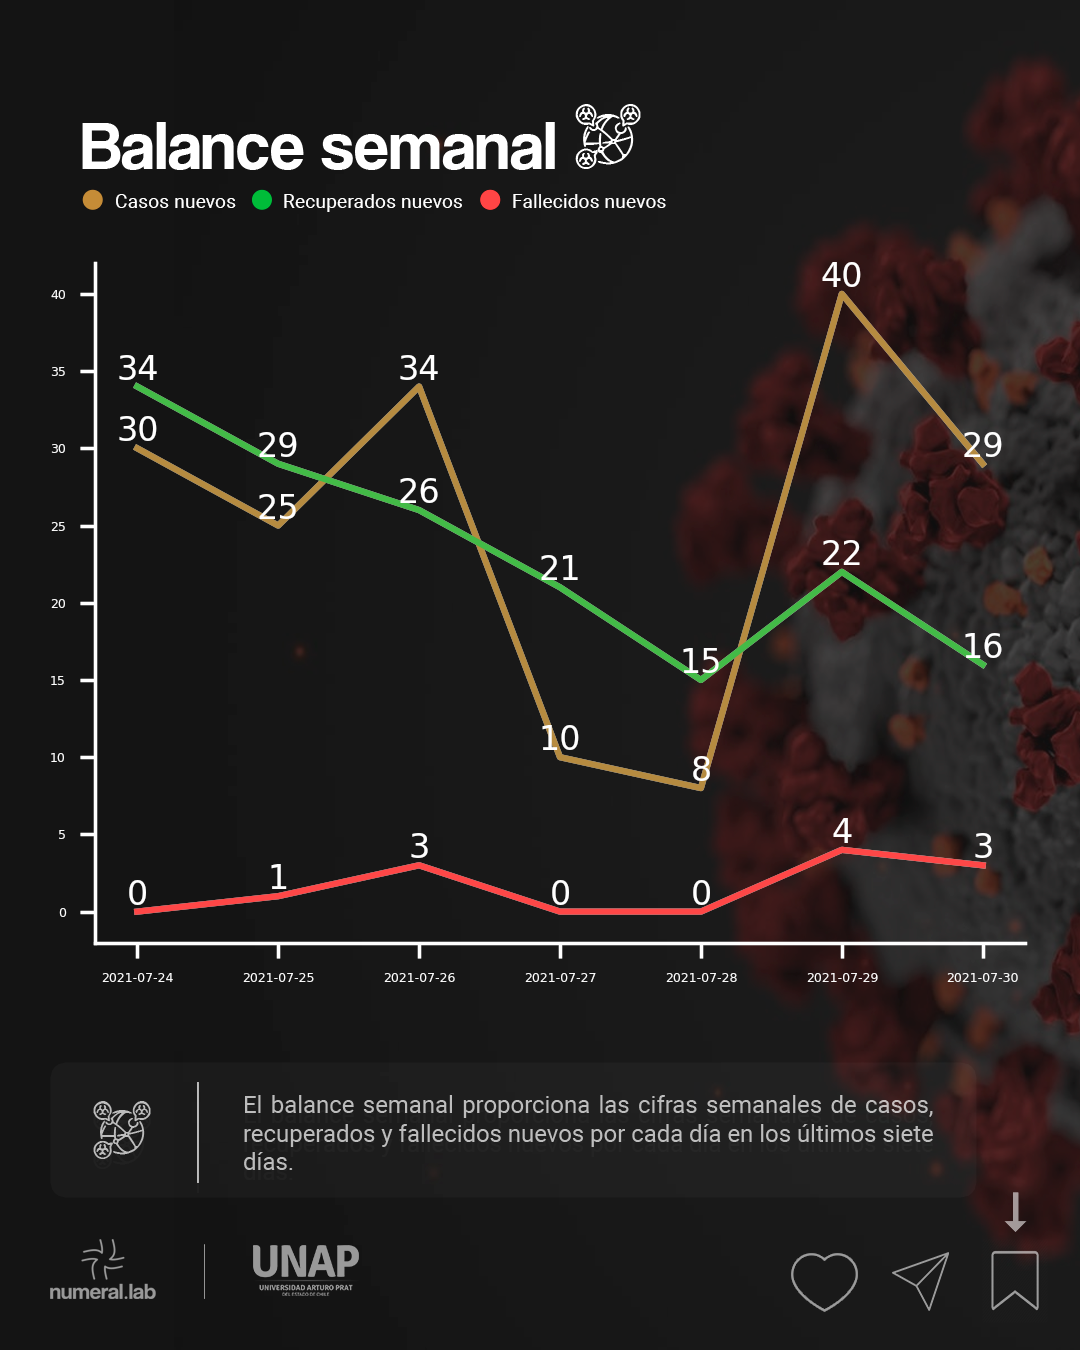 Balance semanal
Casos nuevos Recuperados nuevos Fallecidos nuevos
40
35
30
25
20
15
10
5
0
34 29 26 21 15 22 16
30 25 34 10 8 40 29
0 1 3 0 0 4 3
2021-07-24 2021-07-25 2021-07-26 2021-07-27 2021-07-28 2021-07-29 2021-07-30
El balance semanal proporciona las cifras semanales de casos,
recuperados y fallecidos nuevos por cada día en los últimos siete
días.
numeral.lab
UNAP
UNIVERSIDAD ARTURO PRAT
DEL ESTADO DE CHILE